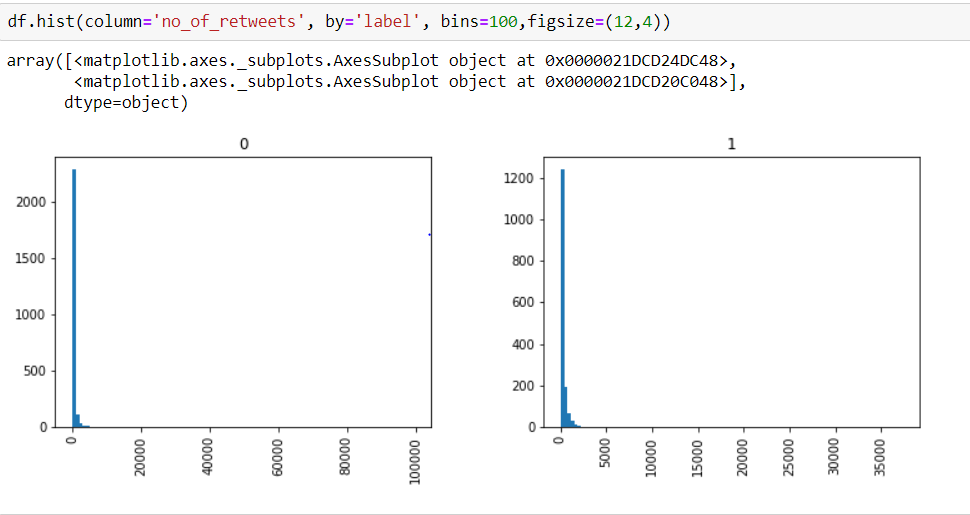 df.hist(column='no_of_retweets', by='label', bins=100,figsize=(12,4))
array([<matplotlib.axes._subplots.AxesSubplot object at 0x0000021DCD24DC48>,
<matplotlib.axes._subplots.AxesSubplot object at 0x0000021DCD20C048>],
dtype=object)
0
2000
1500
1000
500
0
0 20000 40000 60000 80000 100000
1
1200
1000
800
600
400
200
0
0 5000 10000 15000 20000 25000 30000 35000